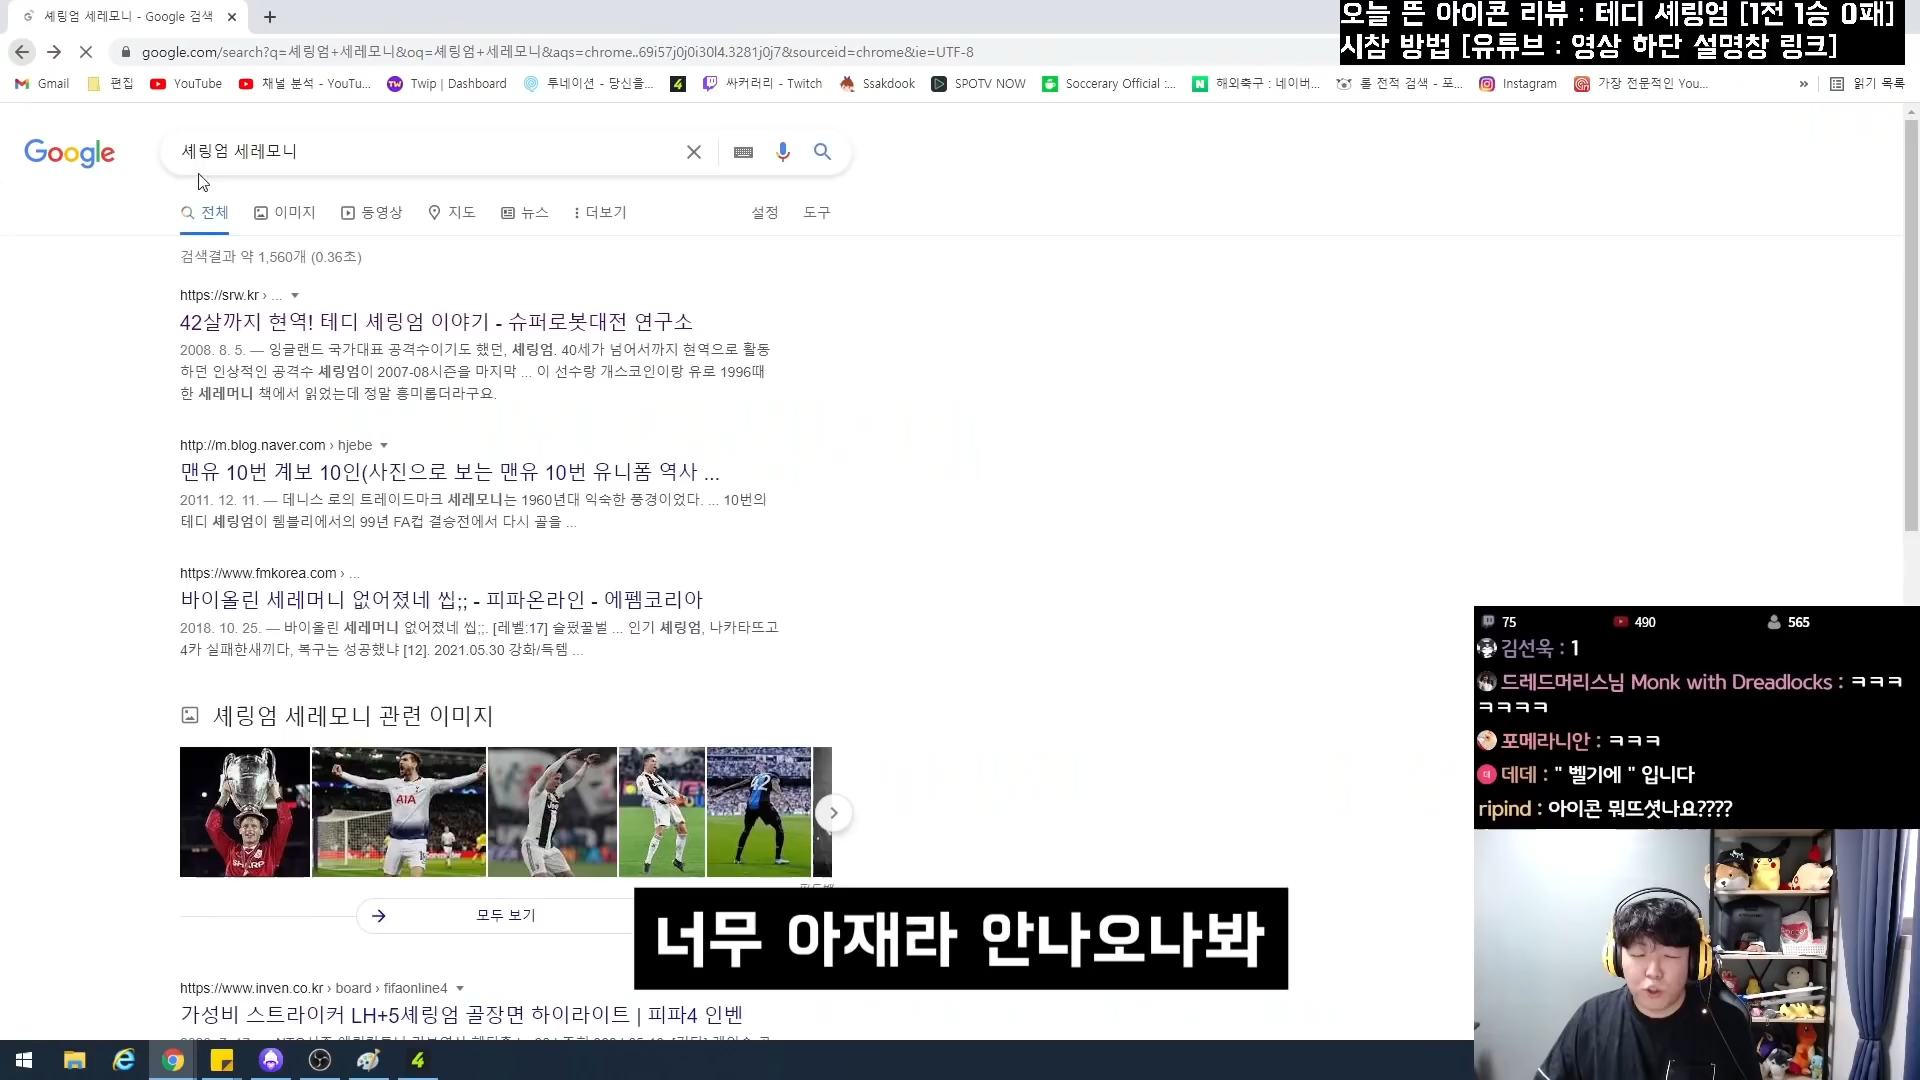 셰링엄 세레모니 - Google 검색
오늘 뜬 아이콘 리뷰 : 테디 셰링엄 [1전 1승 0패]
시참 방법 [유튜브 : 영상 하단 설명창 링크]
google.com/search?q=셰링엄+세레모니&oq=셰링엄+세레모니&aqs=chrome..69i57j0j0i30l4.3281j0j7&sourceid=chrome&ie=UTF-8
Gmail 편집 YouTube 채널 분석 - YouTu... Twip | Dashboard 투네이션 - 당신을... 4 싸커러리 - Twitch Ssakdook SPOTV NOW Soccerary Official :... 해외축구 : 네이버... 롤 전적 검색 - 포... Instagram 가장 전문적인 You... » 읽기 목록
Google
셰링엄 세레모니
전체 이미지 동영상 지도 뉴스 더보기 설정 도구
검색결과 약 1,560개 (0.36초)
https://srw.kr › ...
42살까지 현역! 테디 셰링엄 이야기 - 슈퍼로봇대전 연구소
2008. 8. 5. — 잉글랜드 국가대표 공격수이기도 했던, 셰링엄. 40세가 넘어서까지 현역으로 활동
하던 인상적인 공격수 셰링엄이 2007-08시즌을 마지막 ... 이 선수랑 개스코인이랑 유로 1996때
한 세레머니 책에서 읽었는데 정말 흥미롭더라구요.
http://m.blog.naver.com › hjebe
맨유 10번 계보 10인(사진으로 보는 맨유 10번 유니폼 역사 ...
2011. 12. 11. — 데니스 로의 트레이드마크 세레모니는 1960년대 익숙한 풍경이었다. ... 10번의
테디 셰링엄이 웸블리에서의 99년 FA컵 결승전에서 다시 골을 ...
https://www.fmkorea.com › ...
바이올린 세레머니 없어졌네 씹;; - 피파온라인 - 에펨코리아
2018. 10. 25. — 바이올린 세레머니 없어졌네 씹;;. [레벨:17] 슬펐꿀벌 ... 인기 셰링엄, 나카타뜨고
4카 실패한새끼다, 복구는 성공했냐 [12]. 2021.05.30 강화/득템 ...
셰링엄 세레모니 관련 이미지
SHARP
AIA
Jeep
42
모두 보기
너무 아재라 안나오나봐
https://www.inven.co.kr › board › fifaonline4
가성비 스트라이커 LH+5셰링엄 골장면 하이라이트 | 피파4 인벤
75 490 565
김선욱 : 1
드레드머리스님 Monk with Dreadlocks : ㅋㅋㅋ
ㅋㅋㅋㅋ
포메라니안 : ㅋㅋㅋ
데데 : " 벨기에 " 입니다
ripind : 아이콘 뭐뜨셧나요????
4